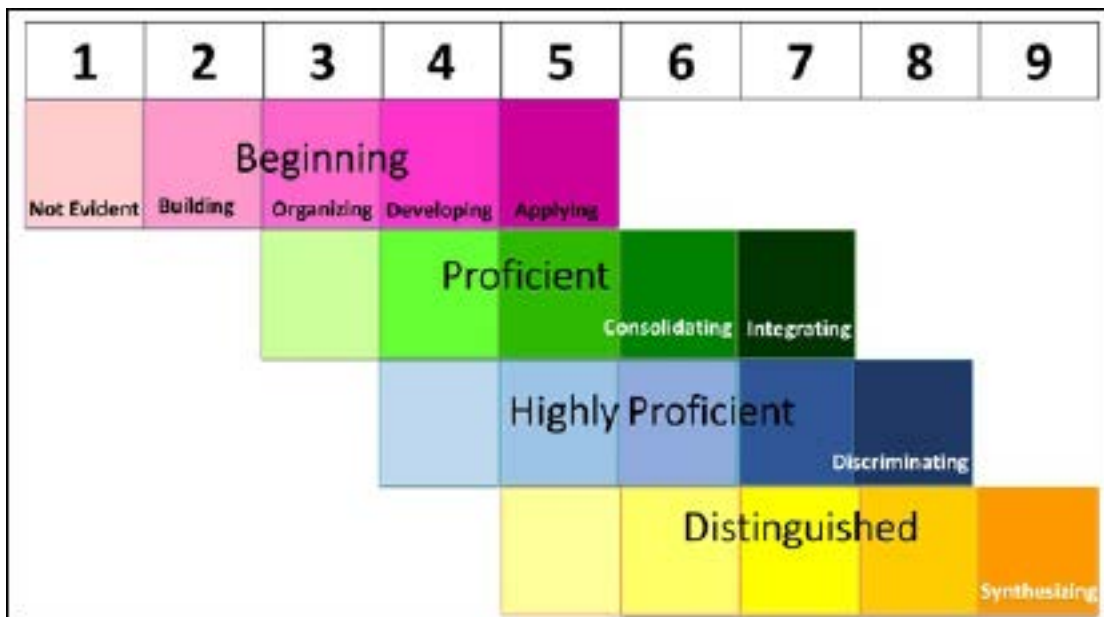 1 2 3 4 5 6 7 8 9
Beginning
Not Evident Building Organizing Developing Applying
Proficient
Consolidating Integrating
Highly Proficient
Discriminating
Distinguished
Synthesizing